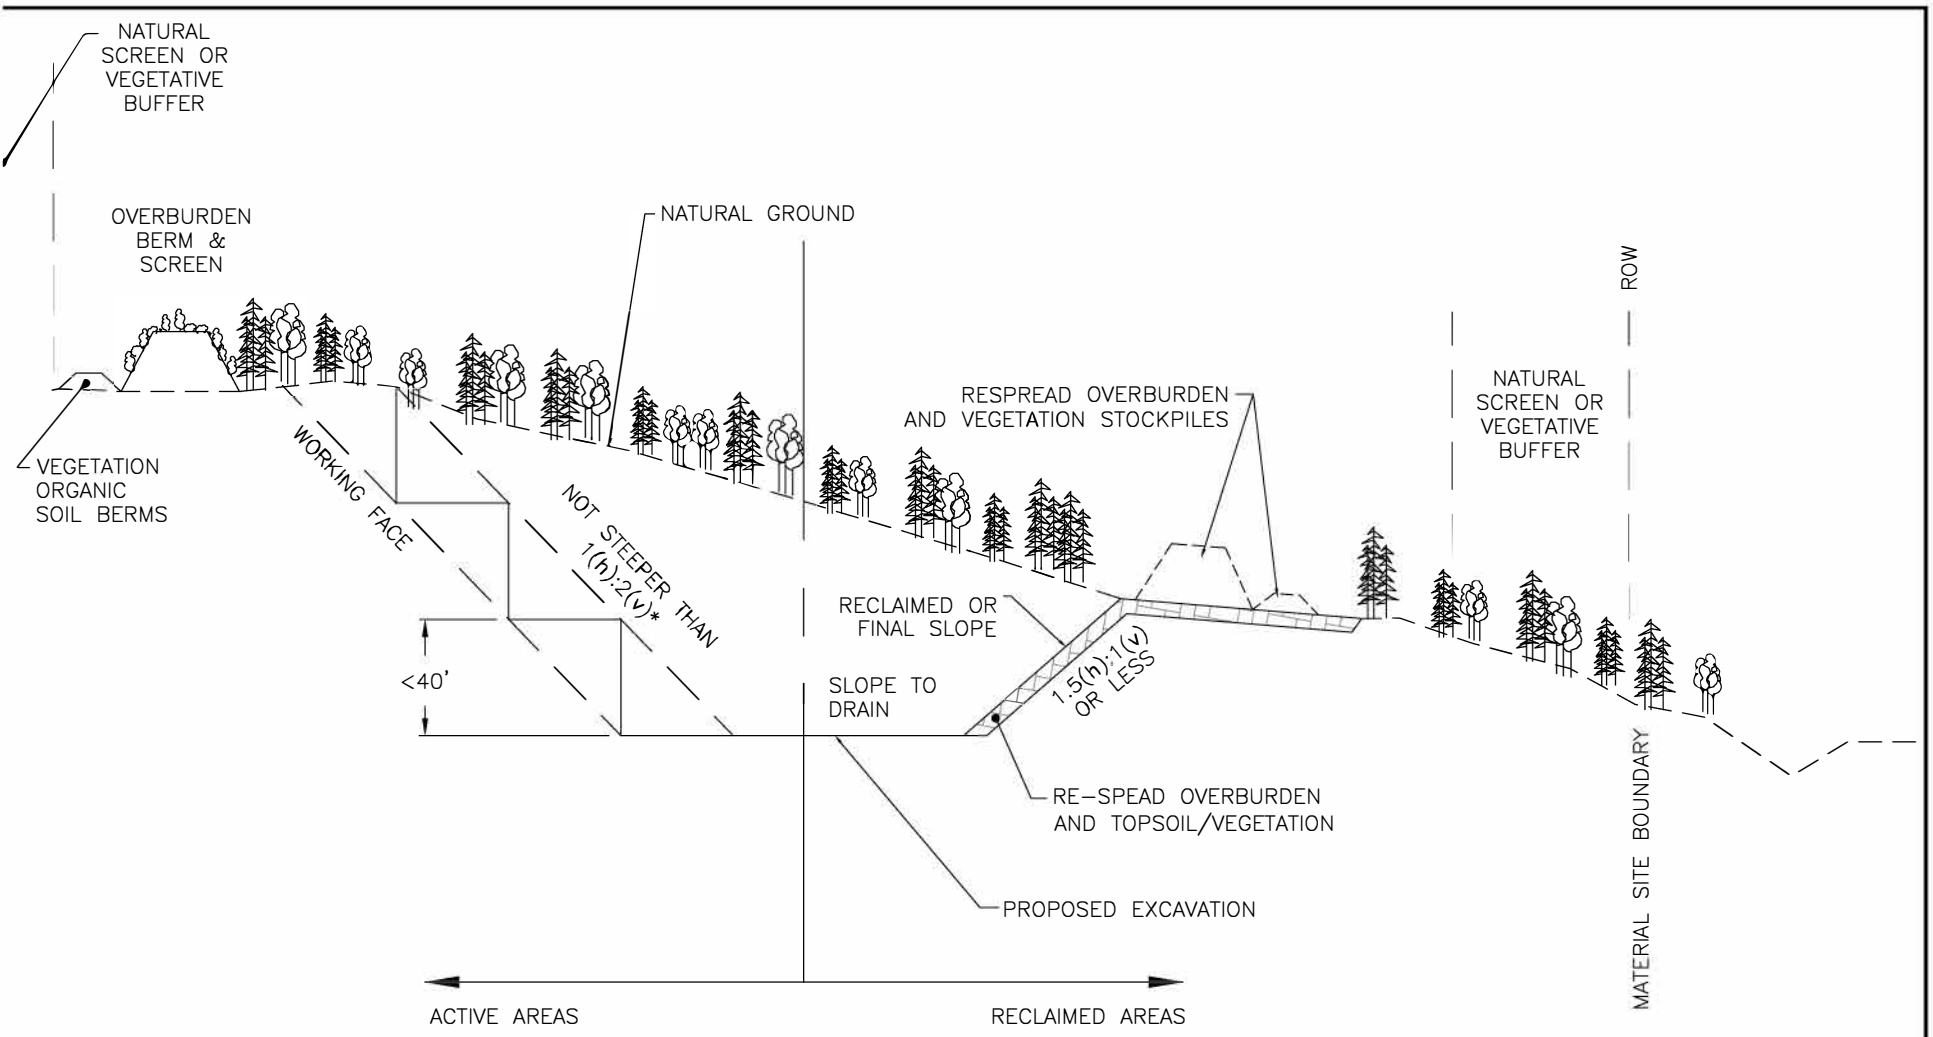 NATURAL
SCREEN OR
VEGETATIVE
BUFFER
OVERBURDEN
BERM &
SCREEN
NATURAL GROUND
ROW
VEGETATION
ORGANIC
SOIL BERMS
WORKING FACE
NOT STEEPER THAN
1(h):2(v)*
RESPREAD OVERBURDEN
AND VEGETATION STOCKPILES
NATURAL
SCREEN OR
VEGETATIVE
BUFFER
RECLAIMED OR
FINAL SLOPE
1.5(h):1(v)
OR LESS
<40'
SLOPE TO
DRAIN
RE-SPEAD OVERBURDEN
AND TOPSOIL/VEGETATION
PROPOSED EXCAVATION
MATERIAL SITE BOUNDARY
ACTIVE AREAS
RECLAIMED AREAS